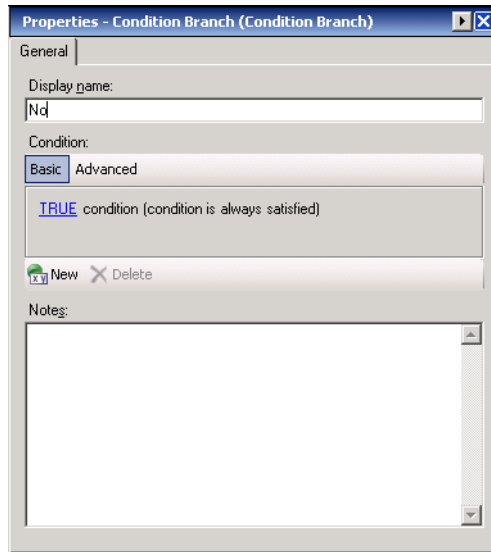 Properties - Condition Branch (Condition Branch)
General
Display name:
No
Condition:
Basic Advanced
TRUE condition (condition is always satisfied)
New Delete
Notes: